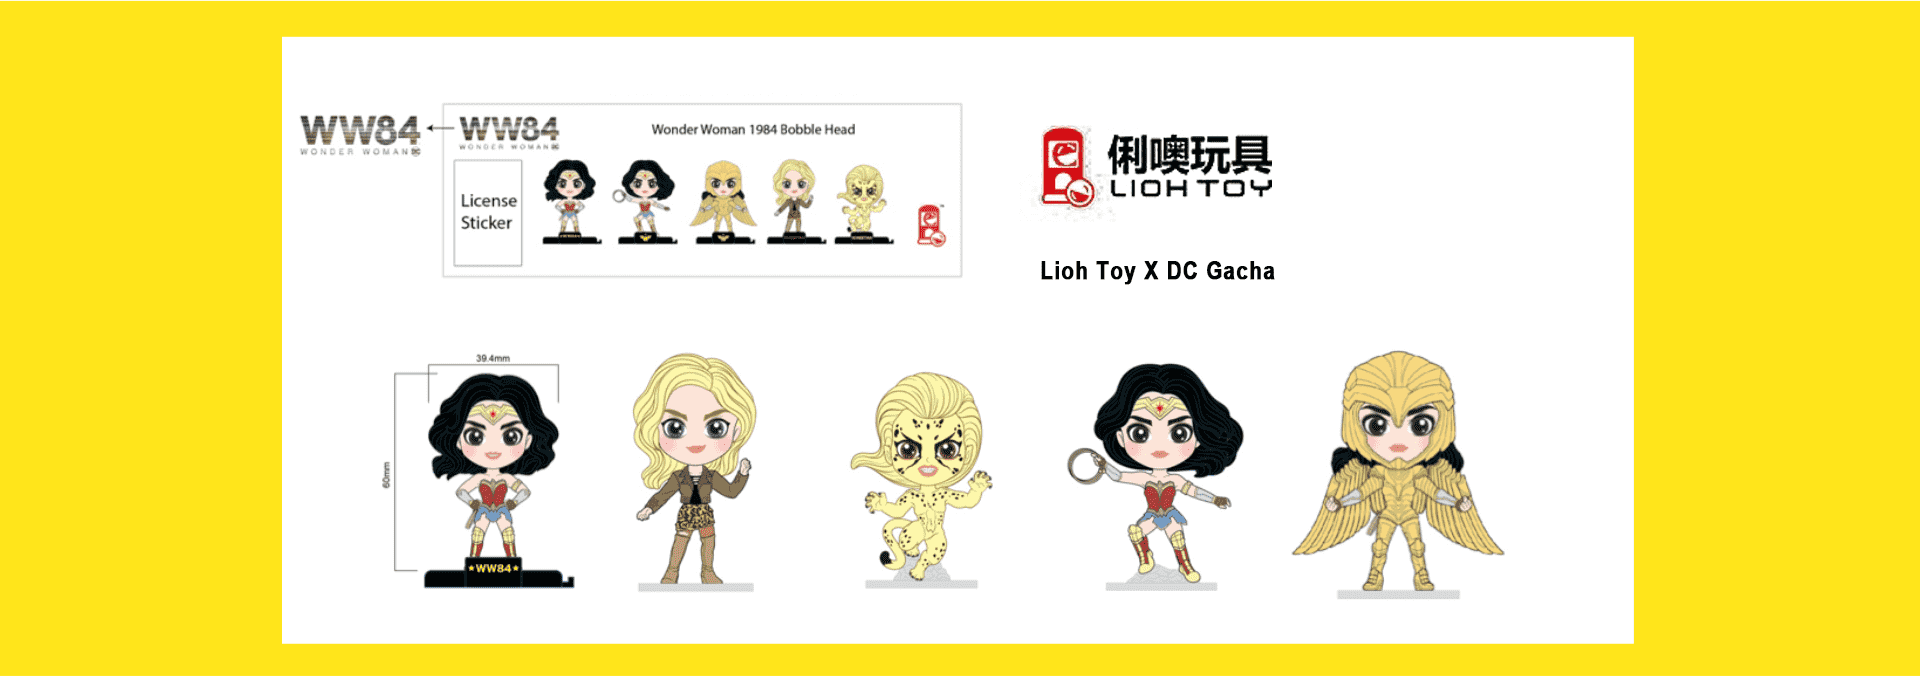 WW84
WONDER WOMAN DC
WW84
WONDER WOMAN DC
Wonder Woman 1984 Bobble Head
License
Sticker
俐噢玩具
LIOH TOY
Lioh Toy X DC Gacha
39.4mm
60mm
★WW84★